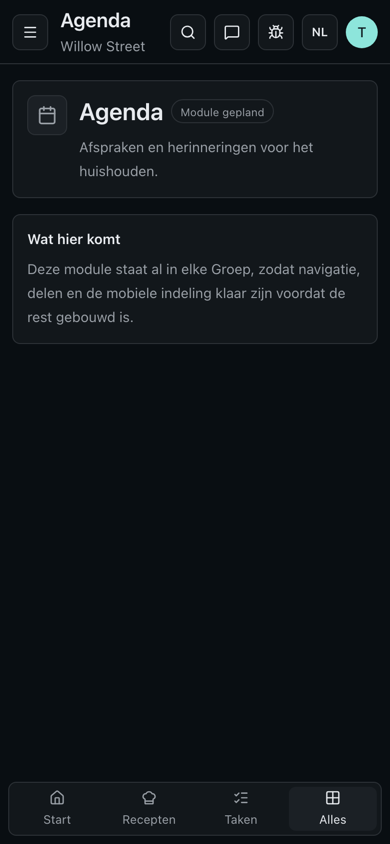 Agenda
Willow Street
NL
T
Agenda
Module gepland
Afspraken en herinneringen voor het
huishouden.
Wat hier komt
Deze module staat al in elke Groep, zodat navigatie,
delen en de mobiele indeling klaar zijn voordat de
rest gebouwd is.
Start
Recepten
Taken
Alles